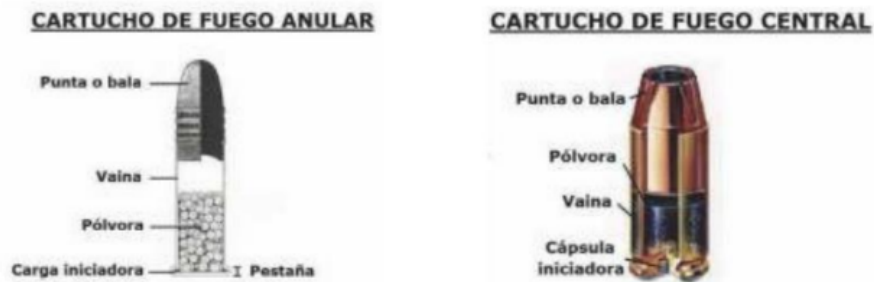 CARTUCHO DE FUEGO ANULAR
Punta o bala
Vaina
Pólvora
Carga iniciadora
Pestaña
CARTUCHO DE FUEGO CENTRAL
Punta o bala
Pólvora
Vaina
Cápsula
iniciadora